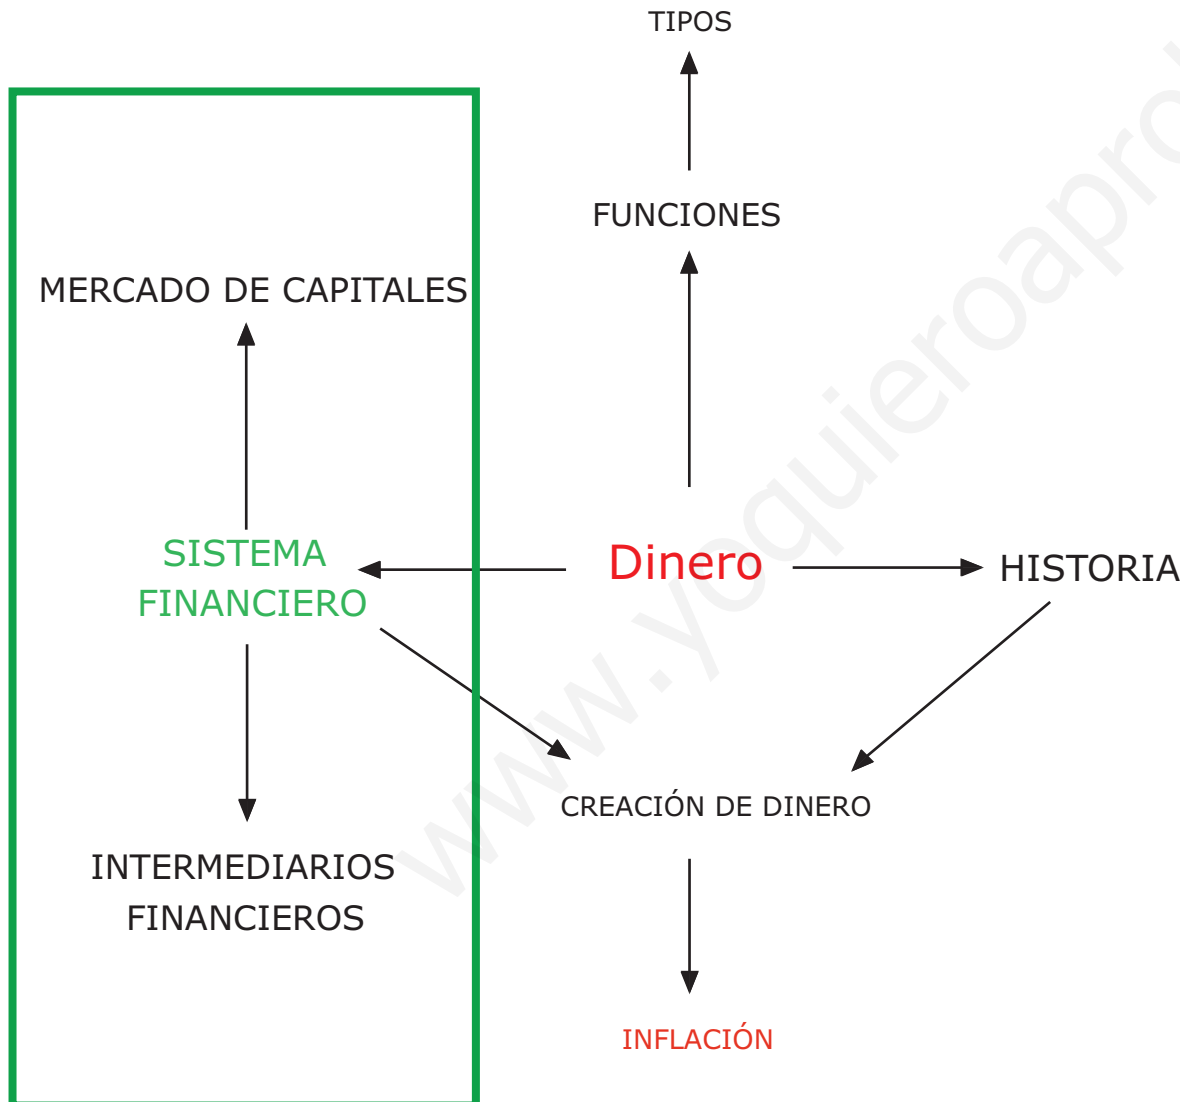 TIPOS
FUNCIONES
MERCADO DE CAPITALES
SISTEMA
FINANCIERO
Dinero
HISTORIA
CREACIÓN DE DINERO
INTERMEDIARIOS
FINANCIEROS
INFLACIÓN
www.yoquieroapro